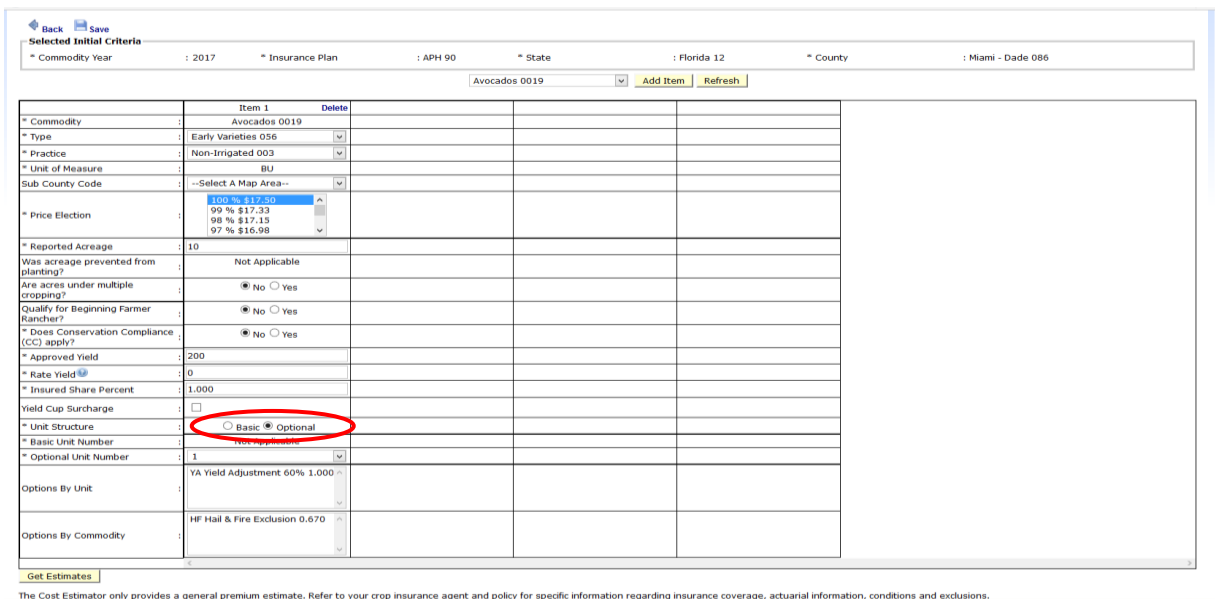 Back Save
Selected Initial Criteria
* Commodity Year : 2017 * Insurance Plan : APH 90 * State : Florida 12 * County : Miami - Dade 086
Avocados 0019 Add Item Refresh
Item 1 Delete
* Commodity : Avocados 0019
* Type : Early Varieties 056
* Practice : Non-Irrigated 003
* Unit of Measure : BU
Sub County Code : --Select A Map Area--
* Price Election :
100 % $17.50
99 % $17.33
98 % $17.15
97 % $16.98
* Reported Acreage : 10
Was acreage prevented from
planting? : Not Applicable
Are acres under multiple
cropping? : No Yes
Qualify for Beginning Farmer
Rancher? : No Yes
* Does Conservation Compliance
(CC) apply? : No Yes
* Approved Yield : 200
* Rate Yield : 0
* Insured Share Percent : 1.000
Yield Cup Surcharge :
* Unit Structure : Basic Optional
* Basic Unit Number : Not Applicable
* Optional Unit Number : 1
Options By Unit : YA Yield Adjustment 60% 1.000
Options By Commodity : HF Hail & Fire Exclusion 0.670
Get Estimates
The Cost Estimator only provides a general premium estimate. Refer to your crop insurance agent and policy for specific information regarding insurance coverage, actuarial information, conditions and exclusions.